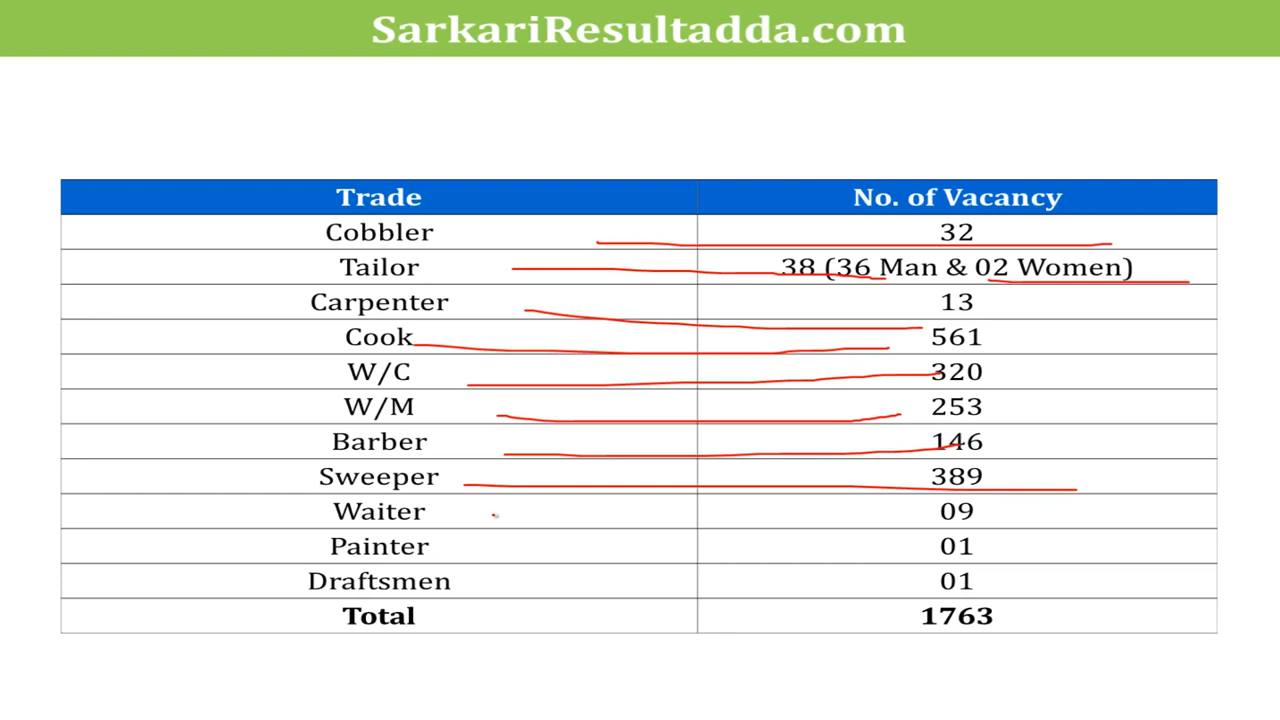 SarkariResultadda.com
Trade No. of Vacancy
Cobbler 32
Tailor 38 (36 Man & 02 Women)
Carpenter 13
Cook 561
W/C 320
W/M 253
Barber 146
Sweeper 389
Waiter 09
Painter 01
Draftsmen 01
Total 1763